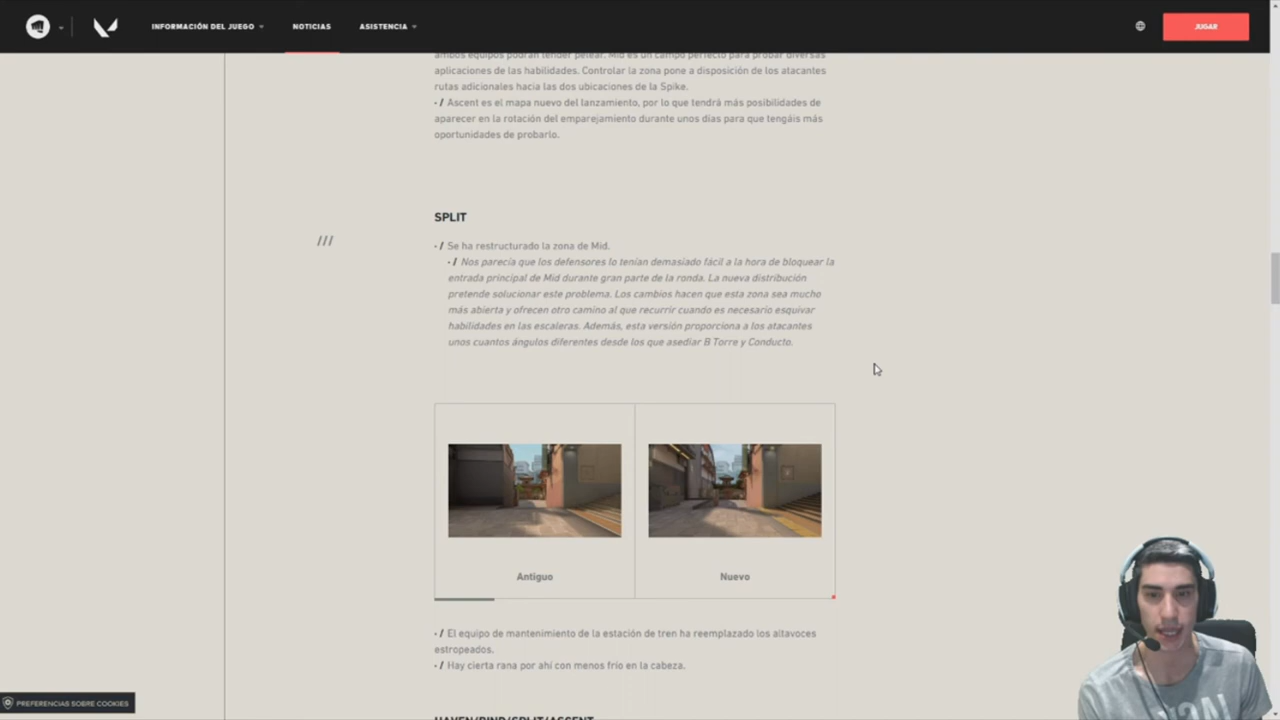 INFORMACIÓN DEL JUEGO
NOTICIAS
ASISTENCIA
JUGAR
ambos equipos podrán tender pelear. Mid es un campo perfecto para probar diversas
aplicaciones de las habilidades. Controlar la zona pone a disposición de los atacantes
rutas adicionales hacia las dos ubicaciones de la Spike.
· / Ascent es el mapa nuevo del lanzamiento, por lo que tendrá más posibilidades de
aparecer en la rotación del emparejamiento durante unos días para que tengáis más
oportunidades de probarlo.
SPLIT
///
· / Se ha restructurado la zona de Mid.
· / Nos parecía que los defensores lo tenían demasiado fácil a la hora de bloquear la
entrada principal de Mid durante gran parte de la ronda. La nueva distribución
pretende solucionar este problema. Los cambios hacen que esta zona sea mucho
más abierta y ofrecen otro camino al que recurrir cuando es necesario esquivar
habilidades en las escaleras. Además, esta versión proporciona a los atacantes
unos cuantos ángulos diferentes desde los que asediar B Torre y Conducto.
Antiguo
Nuevo
· / El equipo de mantenimiento de la estación de tren ha reemplazado los altavoces
estropeados.
· / Hay cierta rana por ahí con menos frío en la cabeza.
PREFERENCIAS SOBRE COOKIES
HAVEN/BIND/SPLIT/ASCENT